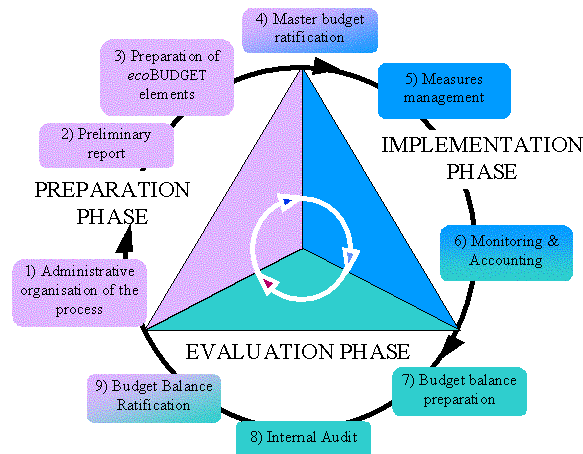 4) Master budget
ratification
3) Preparation of
ecoBUDGET
elements
5) Measures
management
2) Preliminary
report
IMPLEMENTATION
PHASE
PREPARATION
PHASE
6) Monitoring &
Accounting
1) Administrative
organisation of the
process
EVALUATION PHASE
9) Budget Balance
Ratification
7) Budget balance
preparation
8) Internal Audit